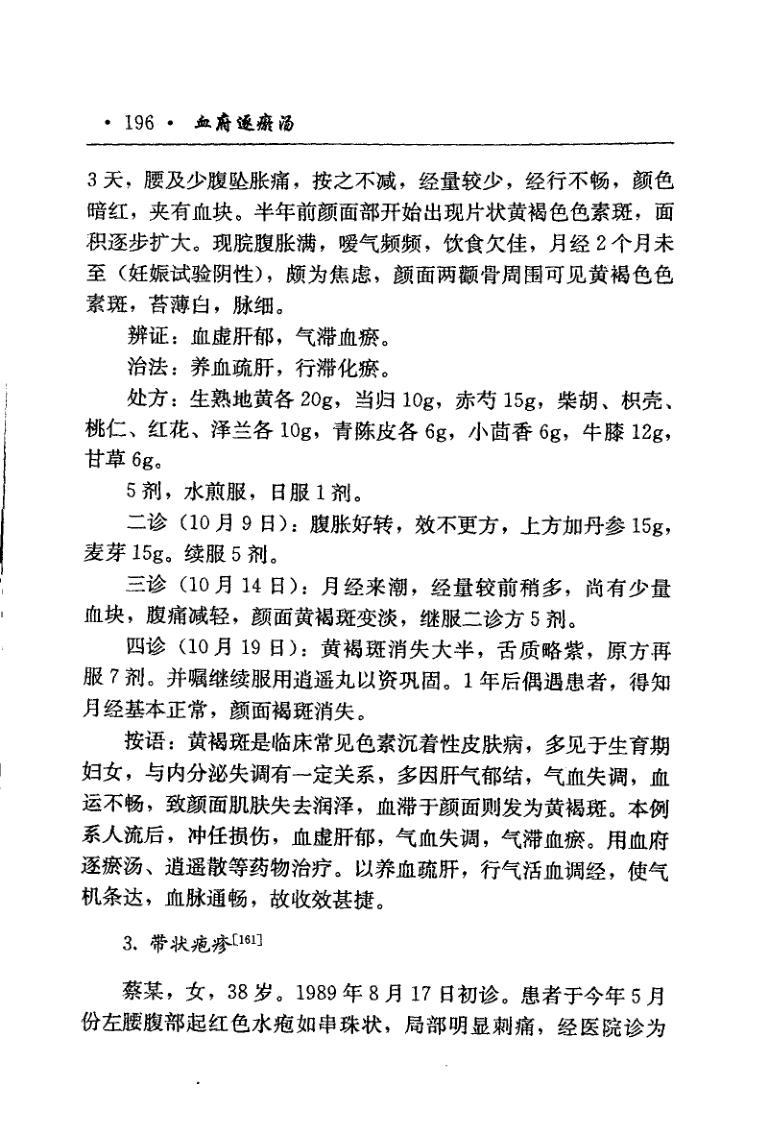 · 196 · 血府逐瘀汤
3 天，腰及少腹坠胀痛，按之不减，经量较少，经行不畅，颜色
暗红，夹有血块。半年前颜面部开始出现片状黄褐色色素斑，面
积逐步扩大。现脘腹胀满，嗳气频频，饮食欠佳，月经 2 个月未
至（妊娠试验阴性），颇为焦虑，颜面两颧骨周围可见黄褐色色
素斑，苔薄白，脉细。
辨证：血虚肝郁，气滞血瘀。
治法：养血疏肝，行滞化瘀。
处方：生熟地黄各 20g，当归 10g，赤芍 15g，柴胡、枳壳、
桃仁、红花、泽兰各 10g，青陈皮各 6g，小茴香 6g，牛膝 12g，
甘草 6g。
5 剂，水煎服，日服 1 剂。
二诊（10 月 9 日）：腹胀好转，效不更方，上方加丹参 15g，
麦芽 15g。续服 5 剂。
三诊（10 月 14 日）：月经来潮，经量较前稍多，尚有少量
血块，腹痛减轻，颜面黄褐斑变淡，继服二诊方 5 剂。
四诊（10 月 19 日）：黄褐斑消失大半，舌质略紫，原方再
服 7 剂。并嘱继续服用逍遥丸以资巩固。1 年后偶遇患者，得知
月经基本正常，颜面褐斑消失。
按语：黄褐斑是临床常见色素沉着性皮肤病，多见于生育期
妇女，与内分泌失调有一定关系，多因肝气郁结，气血失调，血
运不畅，致颜面肌肤失去润泽，血滞于颜面则发为黄褐斑。本例
系人流后，冲任损伤，血虚肝郁，气血失调，气滞血瘀。用血府
逐瘀汤、逍遥散等药物治疗。以养血疏肝，行气活血调经，使气
机条达，血脉通畅，故收效甚捷。
3. 带状疱疹[161]
蔡某，女，38 岁。1989 年 8 月 17 日初诊。患者于今年 5 月
份左腰腹部起红色水疱如串珠状，局部明显刺痛，经医院诊为